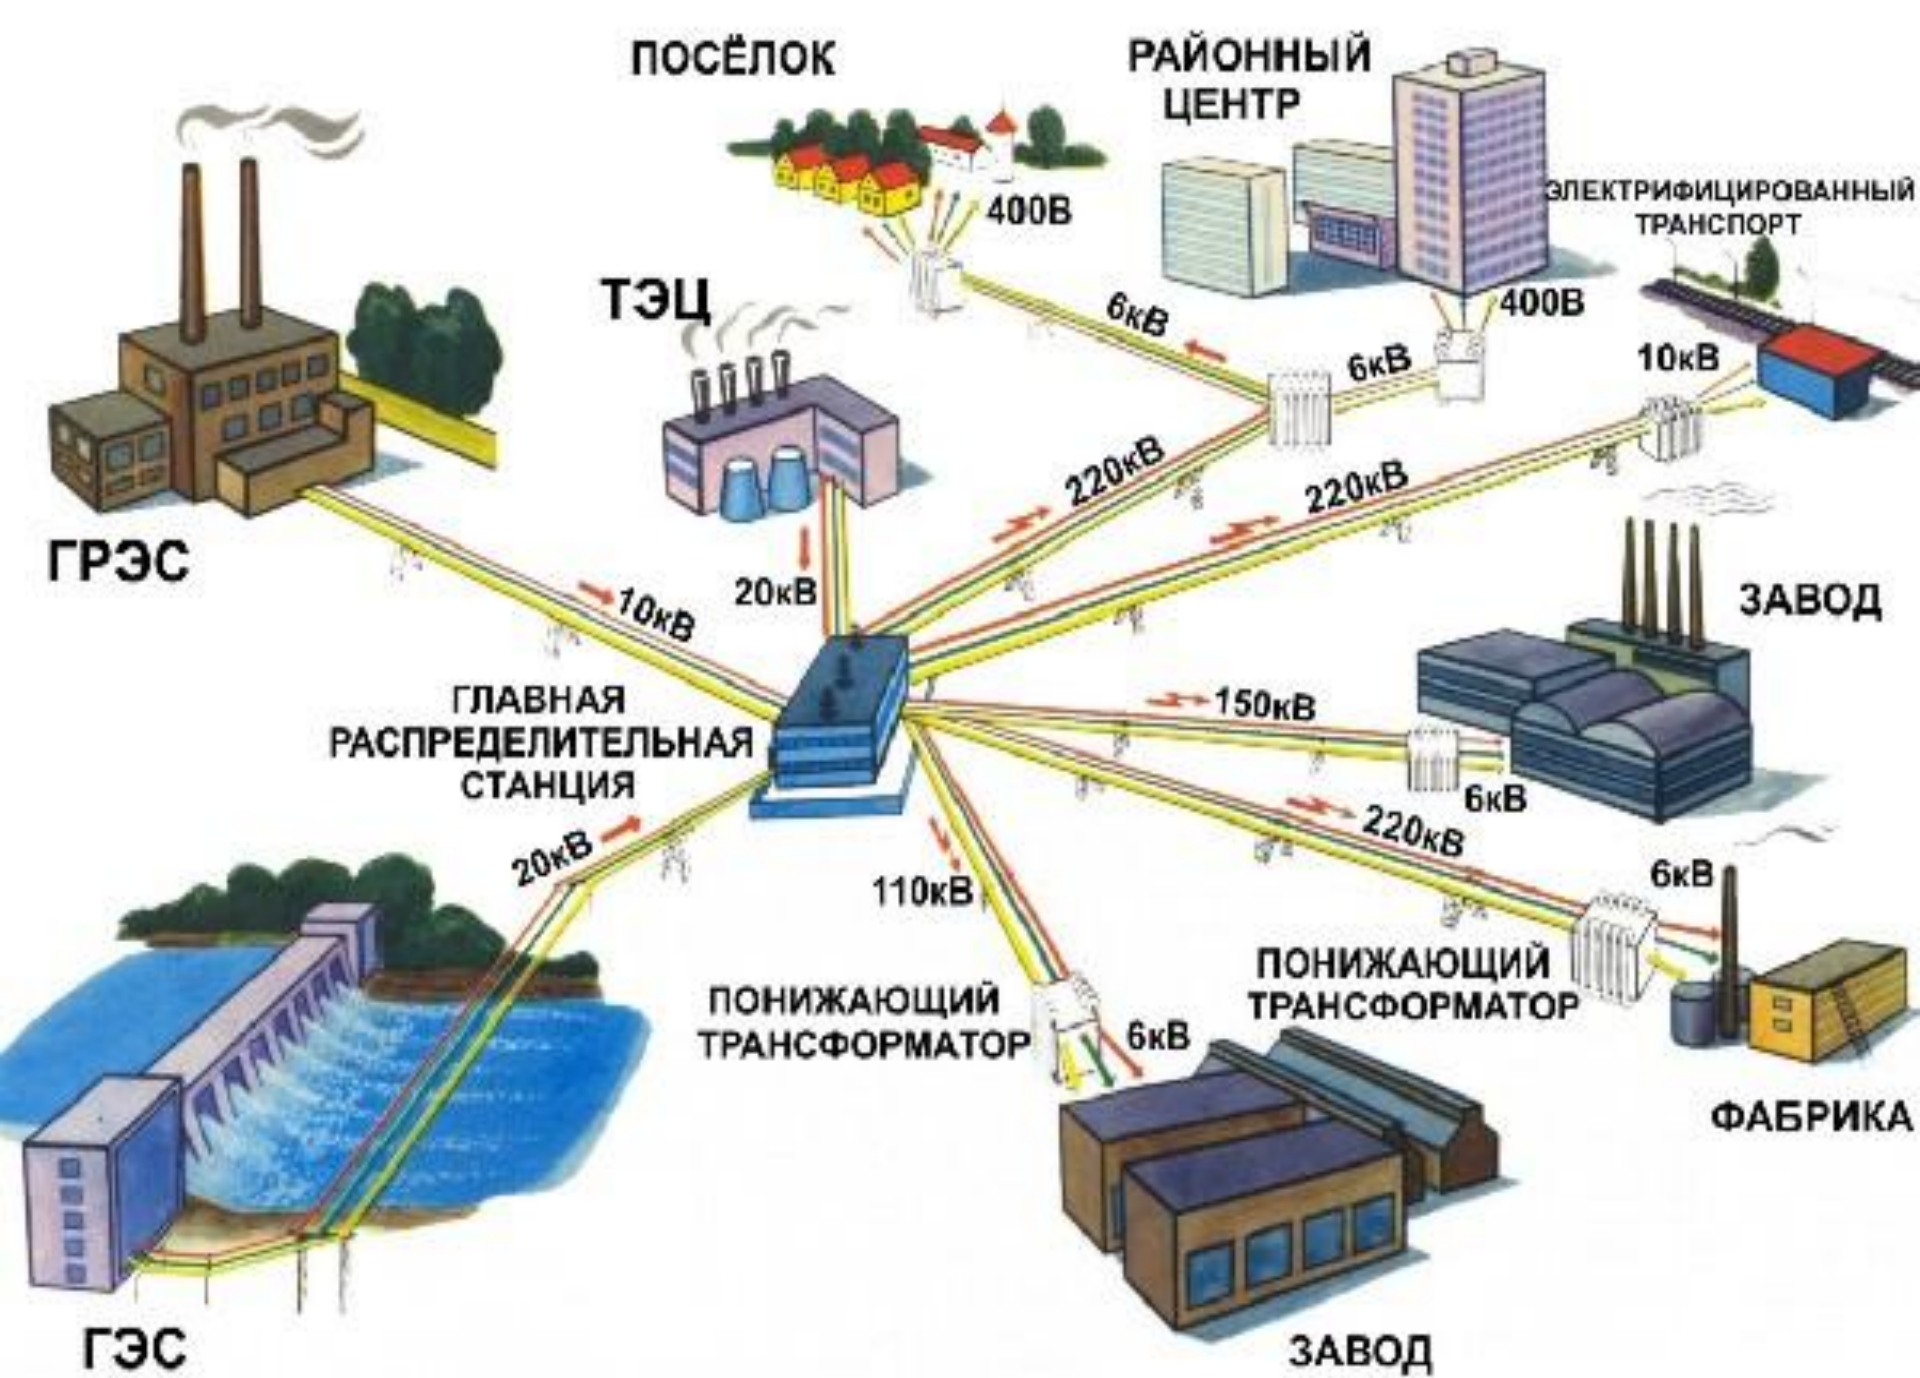 ПОСЁЛОК
РАЙОННЫЙ
ЦЕНТР
ЭЛЕКТРИФИЦИРОВАННЫЙ
ТРАНСПОРТ
400В
ТЭЦ
6кВ
400В
6кВ
10кВ
220кВ
220кВ
ГРЭС
20кВ
10кВ
ЗАВОД
ГЛАВНАЯ
РАСПРЕДЕЛИТЕЛЬНАЯ
СТАНЦИЯ
150кВ
6кВ
20кВ
220кВ
110кВ
6кВ
ПОНИЖАЮЩИЙ
ТРАНСФОРМАТОР
ПОНИЖАЮЩИЙ
ТРАНСФОРМАТОР
6кВ
ФАБРИКА
ГЭС
ЗАВОД